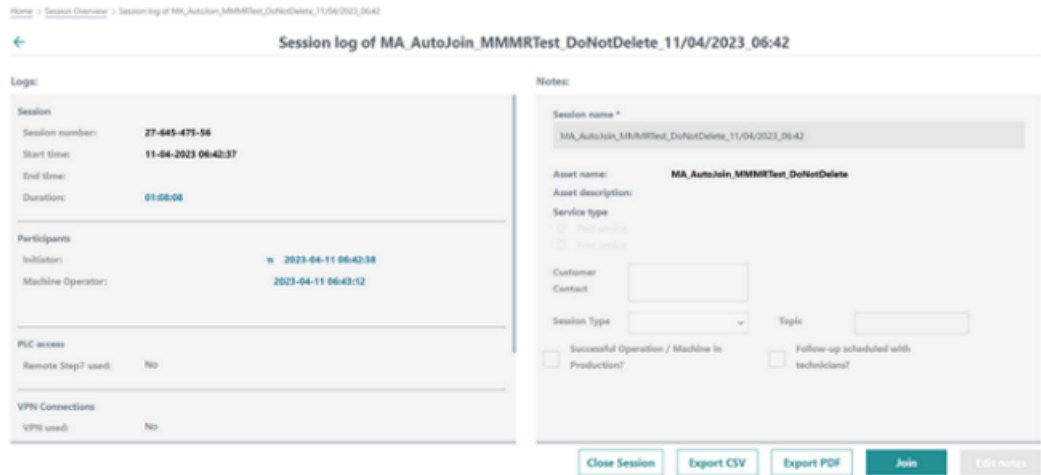 Home > Session Overview > Session log of MA_AutoJoin_MMMRTest_DoNotDelete_11/04/2023_06:42
Session log of MA_AutoJoin_MMMRTest_DoNotDelete_11/04/2023_06:42
Logs:
Session
Session number: 27-645-475-56
Start time: 11-04-2023 06:42:37
End time:
Duration: 01:08:08
Participants
Initiator: 2023-04-11 06:42:38
Machine Operator: 2023-04-11 06:43:12
PLC access
Remote Step7 used: No
VPN Connections
VPN used: No
Notes:
Session name *
MA_AutoJoin_MMMRTest_DoNotDelete_11/04/2023_06:42
Asset name: MA_AutoJoin_MMMRTest_DoNotDelete
Asset description:
Service type
Customer
Contact
Session Type Topic
Successful Operation / Machine in
Production?
Follow-up scheduled with
technicians?
Close Session Export CSV Export PDF Join Edit notes